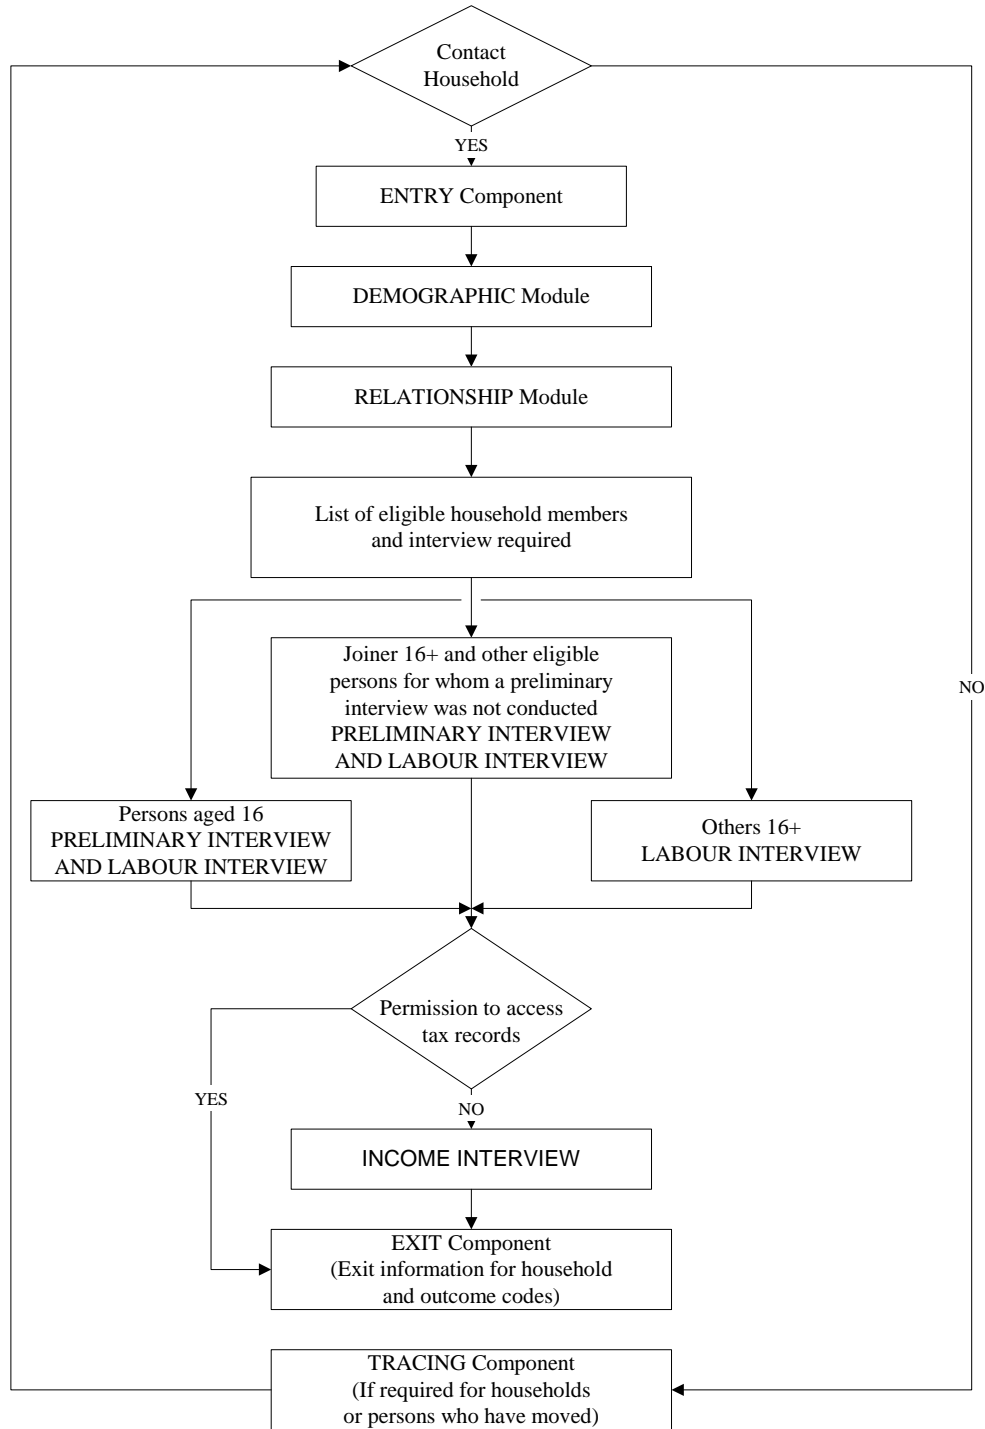 Contact
Household
YES
ENTRY Component
DEMOGRAPHIC Module
RELATIONSHIP Module
List of eligible household members
and interview required
Joiner 16+ and other eligible
persons for whom a preliminary
interview was not conducted
PRELIMINARY INTERVIEW
AND LABOUR INTERVIEW
NO
Persons aged 16
PRELIMINARY INTERVIEW
AND LABOUR INTERVIEW
Others 16+
LABOUR INTERVIEW
Permission to access
tax records
YES
NO
INCOME INTERVIEW
EXIT Component
(Exit information for household
and outcome codes)
TRACING Component
(If required for households
or persons who have moved)